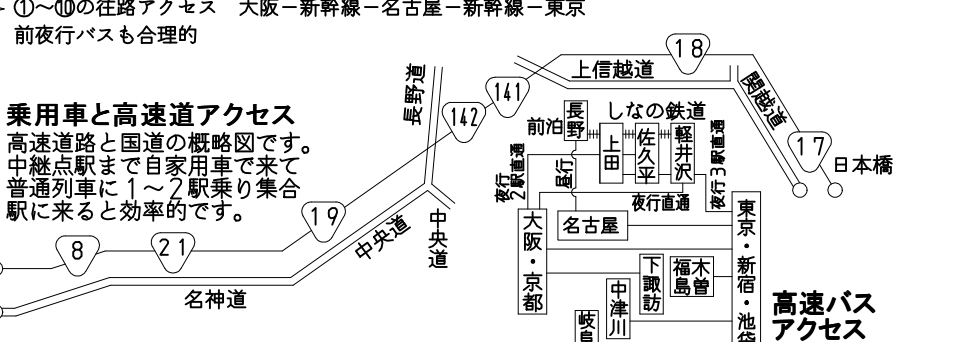 ①～⑩の往路アクセス 大阪－新幹線－名古屋－新幹線－東京
前夜行バスも合理的
乗用車と高速道アクセス
高速道路と国道の概略図です。
中継点駅まで自家用車で来て
普通列車に１～２駅乗り集合
駅に来ると効率的です。
8
21
19
142
141
18
17
長野道
上信越道
関越道
日本橋
中央道
中央道
名神道
しなの鉄道
前泊
長野
上田
佐久平
軽井沢
夜行２駅直通
昼行
夜行直通
夜行３駅直通
大阪・京都
名古屋
東京・新宿・池袋
下諏訪
福島
木曽
中津川
岐阜
高速バス
アクセス